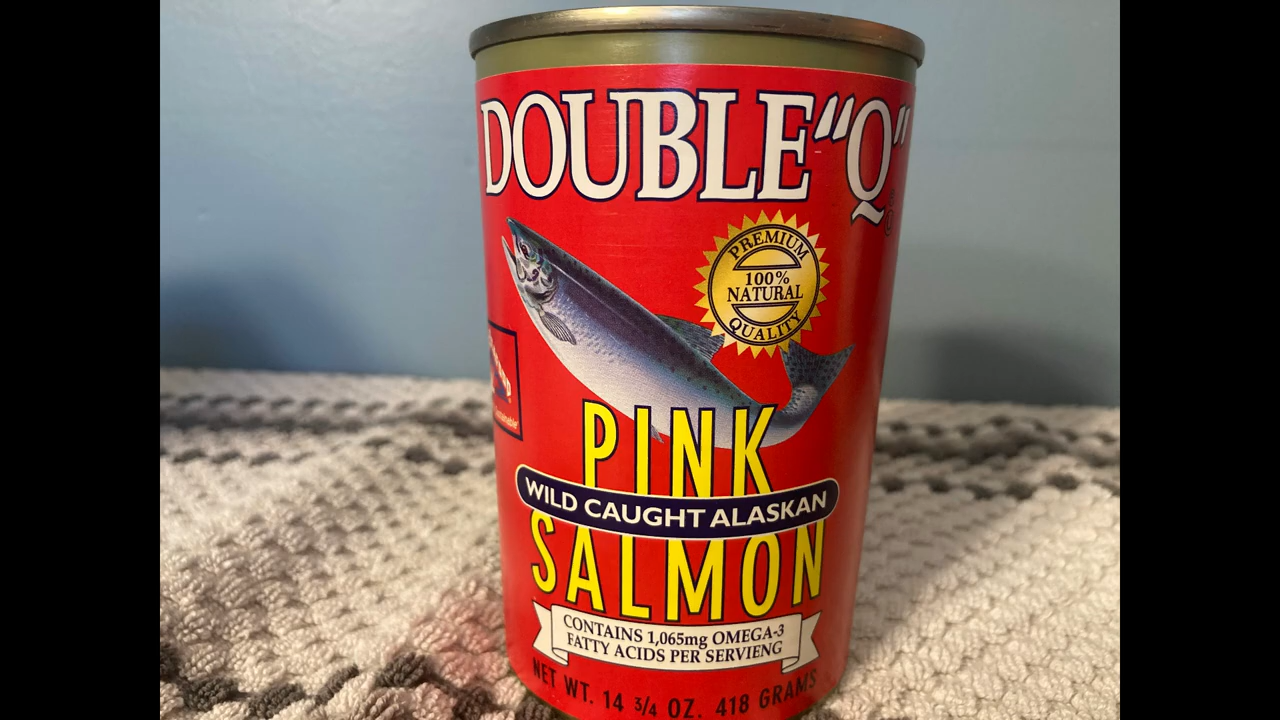 DOUBLE "Q"
PREMIUM
100%
NATURAL
QUALITY
PINK
WILD CAUGHT ALASKAN
SALMON
CONTAINS 1,065mg OMEGA-3
FATTY ACIDS PER SERVIENG
NET WT. 14 3/4 OZ. 418 GRAMS